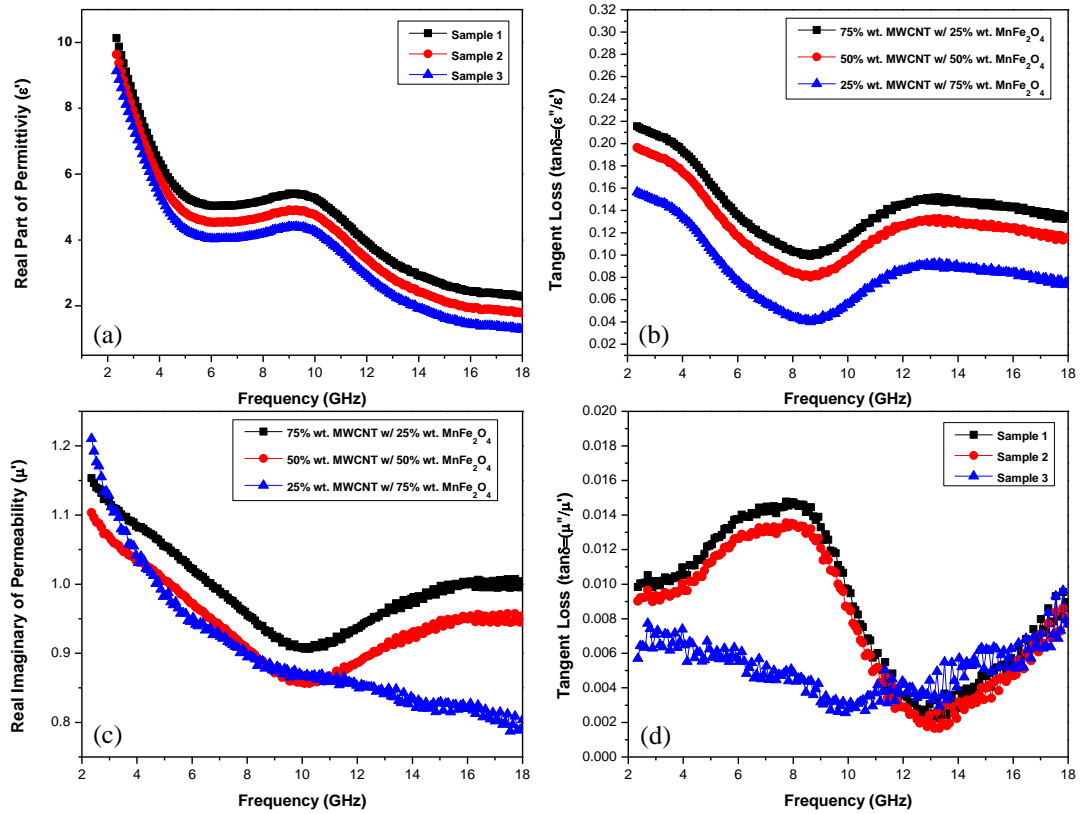 Real Part of Permittiviy (ε')
10
8
6
4
2
Sample 1
Sample 2
Sample 3
(a)
2 4 6 8 10 12 14 16 18
Frequency (GHz)
Tangent Loss (tanδ=(ε"/ε')
0.32
0.30
0.28
0.26
0.24
0.22
0.20
0.18
0.16
0.14
0.12
0.10
0.08
0.06
0.04
0.02
75% wt. MWCNT w/ 25% wt. MnFe₂O₄
50% wt. MWCNT w/ 50% wt. MnFe₂O₄
25% wt. MWCNT w/ 75% wt. MnFe₂O₄
(b)
2 4 6 8 10 12 14 16 18
Frequency (GHz)
Real Imaginary of Permeability (μ')
1.2
1.1
1.0
0.9
0.8
75% wt. MWCNT w/ 25% wt. MnFe₂O₄
50% wt. MWCNT w/ 50% wt. MnFe₂O₄
25% wt. MWCNT w/ 75% wt. MnFe₂O₄
(c)
2 4 6 8 10 12 14 16 18
Frequency (GHz)
Tangent Loss (tanδ=(μ"/μ')
0.020
0.018
0.016
0.014
0.012
0.010
0.008
0.006
0.004
0.002
0.000
Sample 1
Sample 2
Sample 3
(d)
2 4 6 8 10 12 14 16 18
Frequency (GHz)